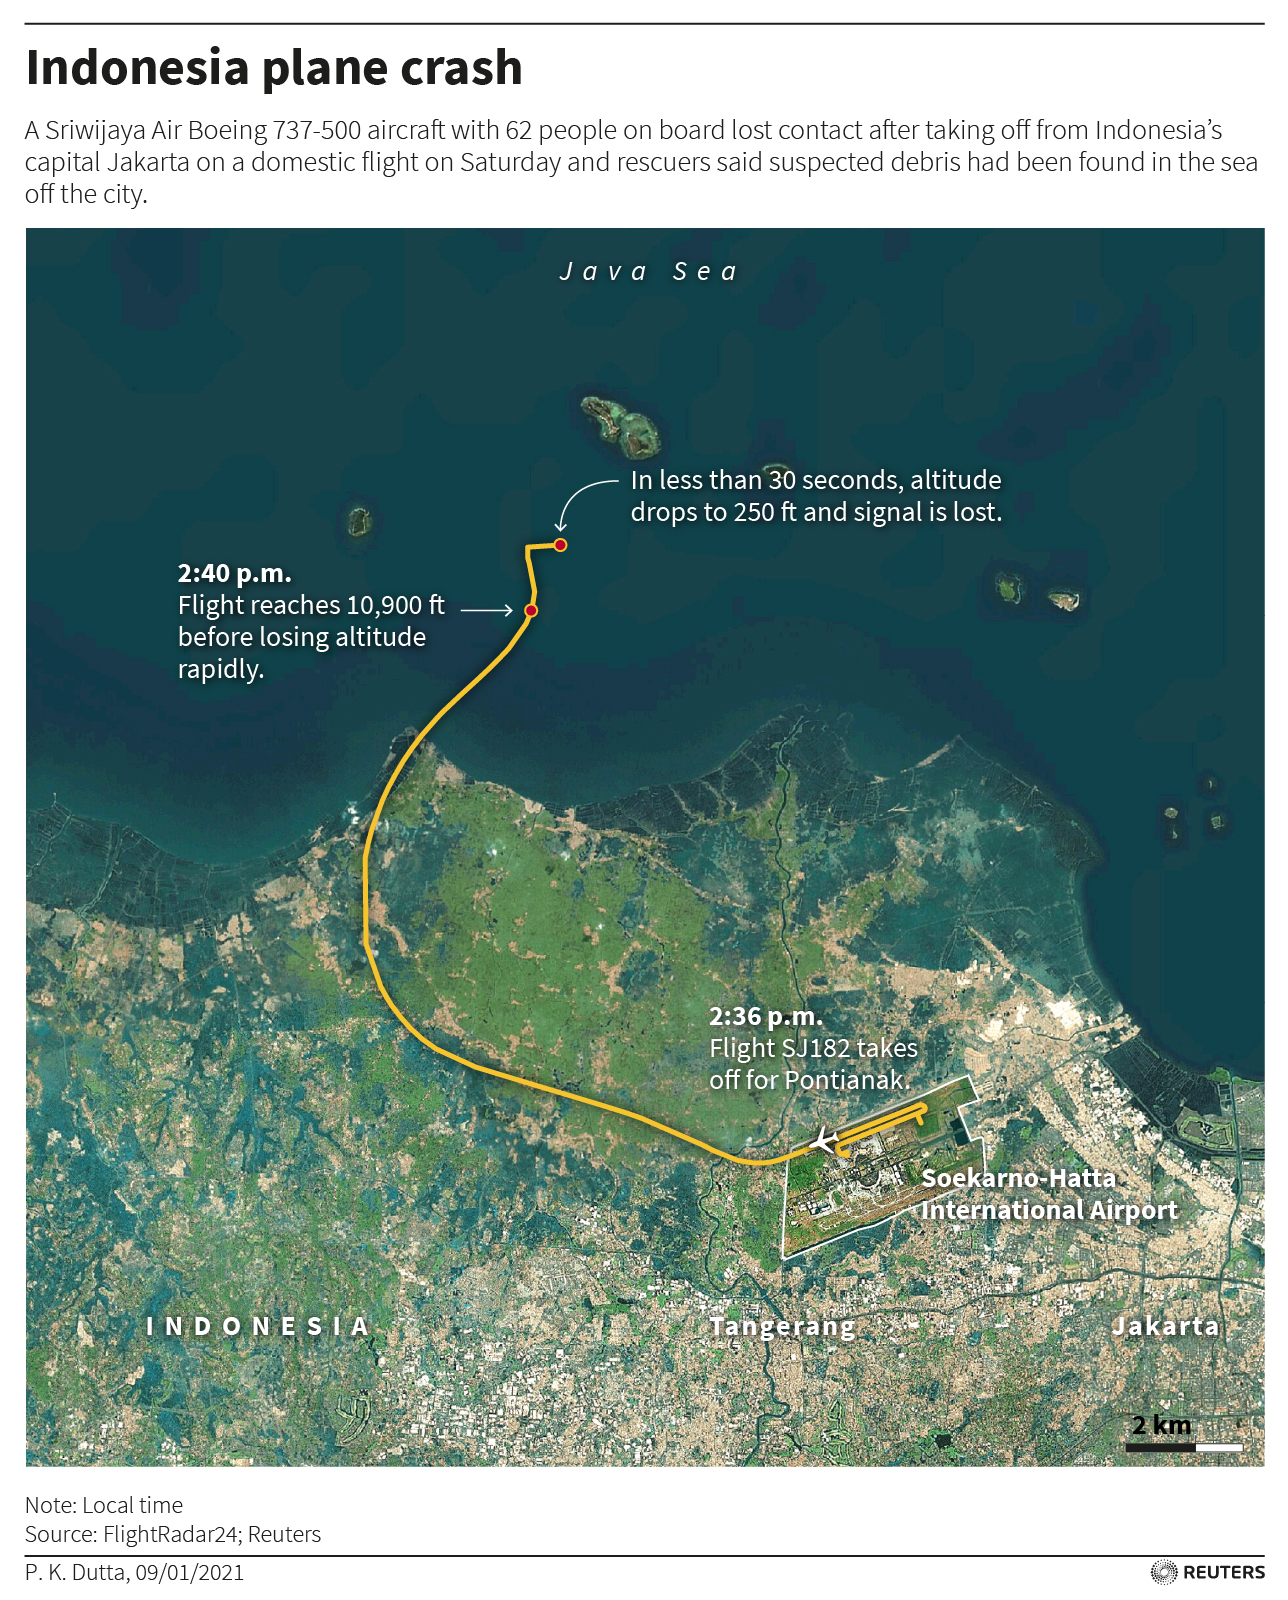 Indonesia plane crash
A Sriwijaya Air Boeing 737-500 aircraft with 62 people on board lost contact after taking off from Indonesia’s
capital Jakarta on a domestic flight on Saturday and rescuers said suspected debris had been found in the sea
off the city.
Java Sea
In less than 30 seconds, altitude
drops to 250 ft and signal is lost.
2:40 p.m.
Flight reaches 10,900 ft
before losing altitude
rapidly.
2:36 p.m.
Flight SJ182 takes
off for Pontianak.
Soekarno-Hatta
International Airport
INDONESIA
Tangerang
Jakarta
2 km
Note: Local time
Source: FlightRadar24; Reuters
P. K. Dutta, 09/01/2021
REUTERS